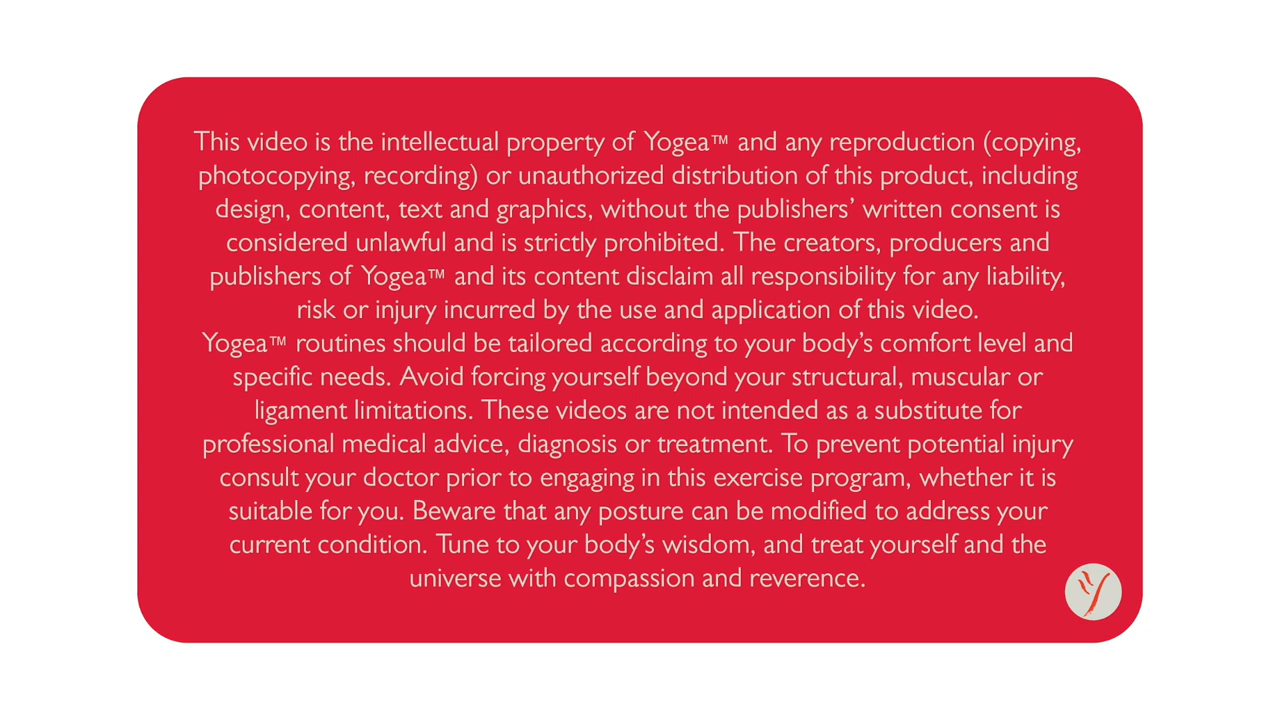 This video is the intellectual property of Yogea™ and any reproduction (copying,
photocopying, recording) or unauthorized distribution of this product, including
design, content, text and graphics, without the publishers’ written consent is
considered unlawful and is strictly prohibited. The creators, producers and
publishers of Yogea™ and its content disclaim all responsibility for any liability,
risk or injury incurred by the use and application of this video.
Yogea™ routines should be tailored according to your body’s comfort level and
specific needs. Avoid forcing yourself beyond your structural, muscular or
ligament limitations. These videos are not intended as a substitute for
professional medical advice, diagnosis or treatment. To prevent potential injury
consult your doctor prior to engaging in this exercise program, whether it is
suitable for you. Beware that any posture can be modified to address your
current condition. Tune to your body’s wisdom, and treat yourself and the
universe with compassion and reverence.